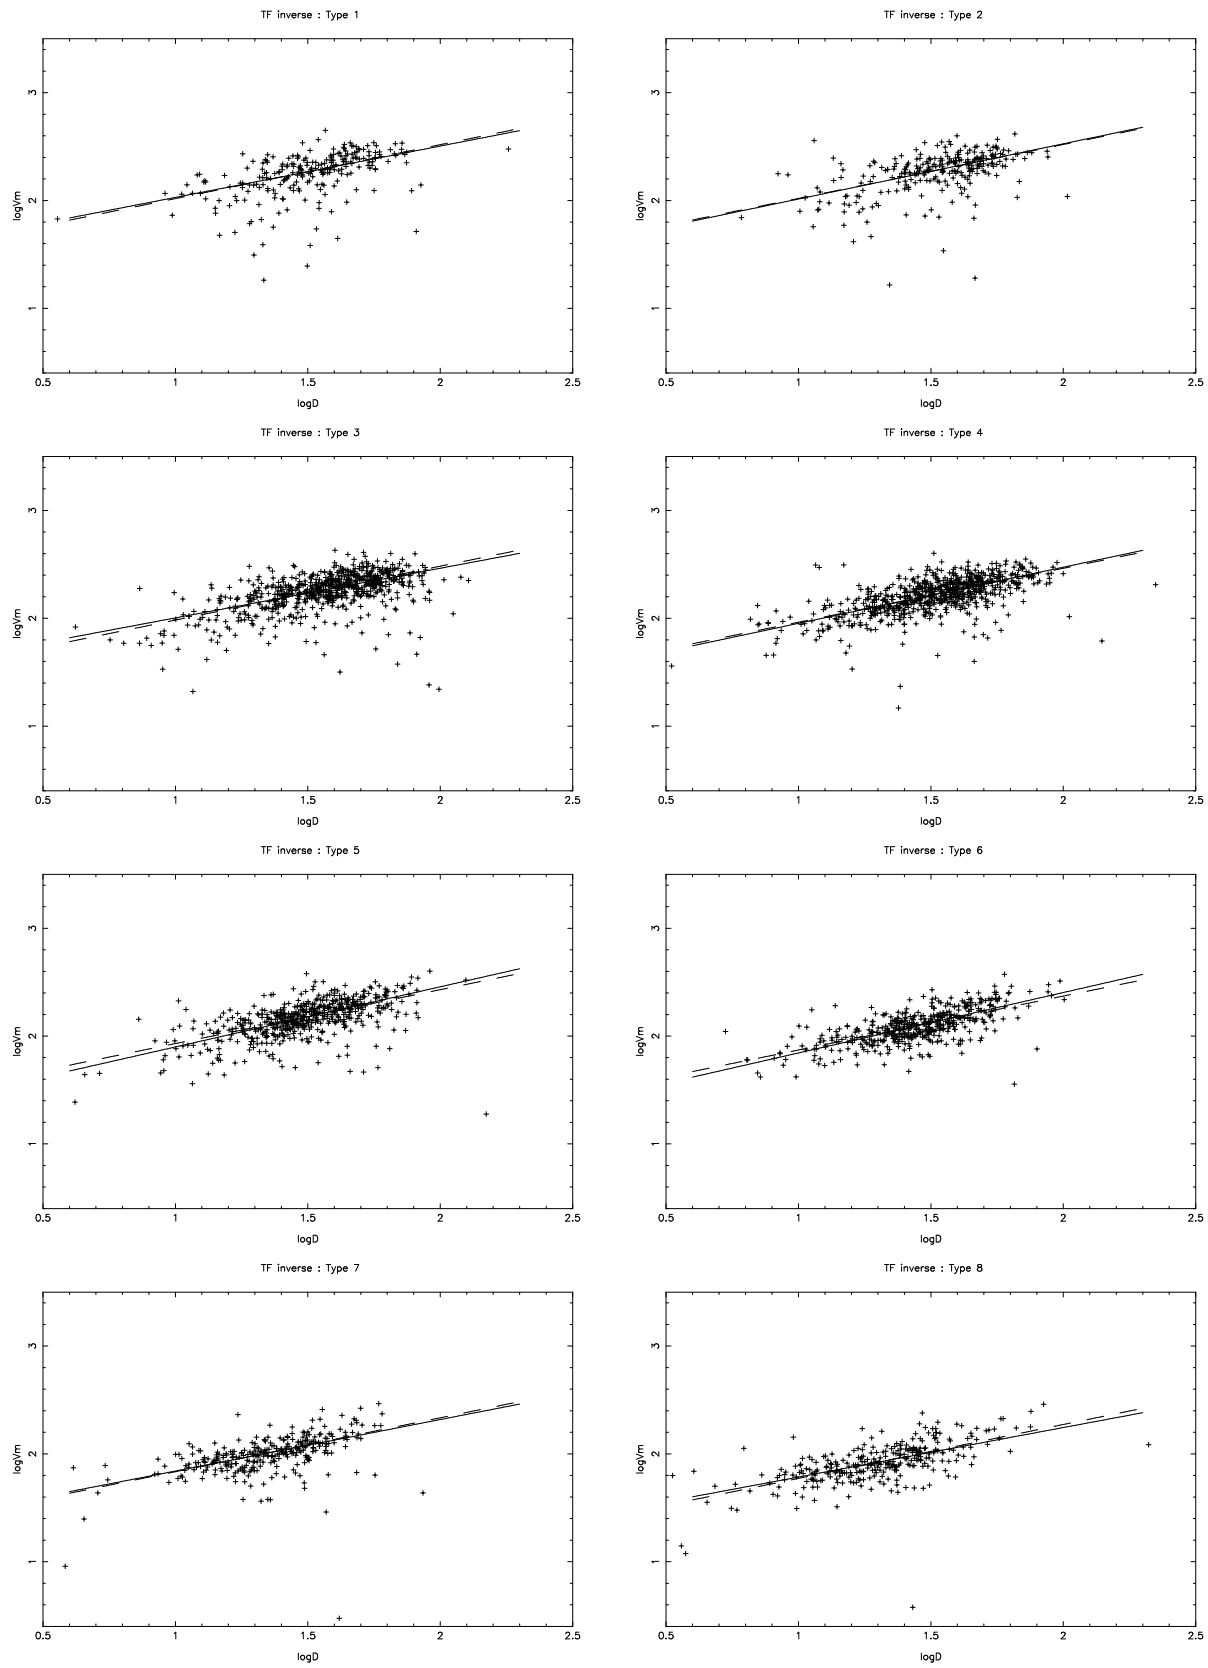 TF inverse : Type 1
TF inverse : Type 2
logVm
3
2
1
0.5 1 1.5 2 2.5
logD
logVm
3
2
1
0.5 1 1.5 2 2.5
logD
TF inverse : Type 3
TF inverse : Type 4
logVm
3
2
1
0.5 1 1.5 2 2.5
logD
logVm
3
2
1
0.5 1 1.5 2 2.5
logD
TF inverse : Type 5
TF inverse : Type 6
logVm
3
2
1
0.5 1 1.5 2 2.5
logD
logVm
3
2
1
0.5 1 1.5 2 2.5
logD
TF inverse : Type 7
TF inverse : Type 8
logVm
3
2
1
0.5 1 1.5 2 2.5
logD
logVm
3
2
1
0.5 1 1.5 2 2.5
logD